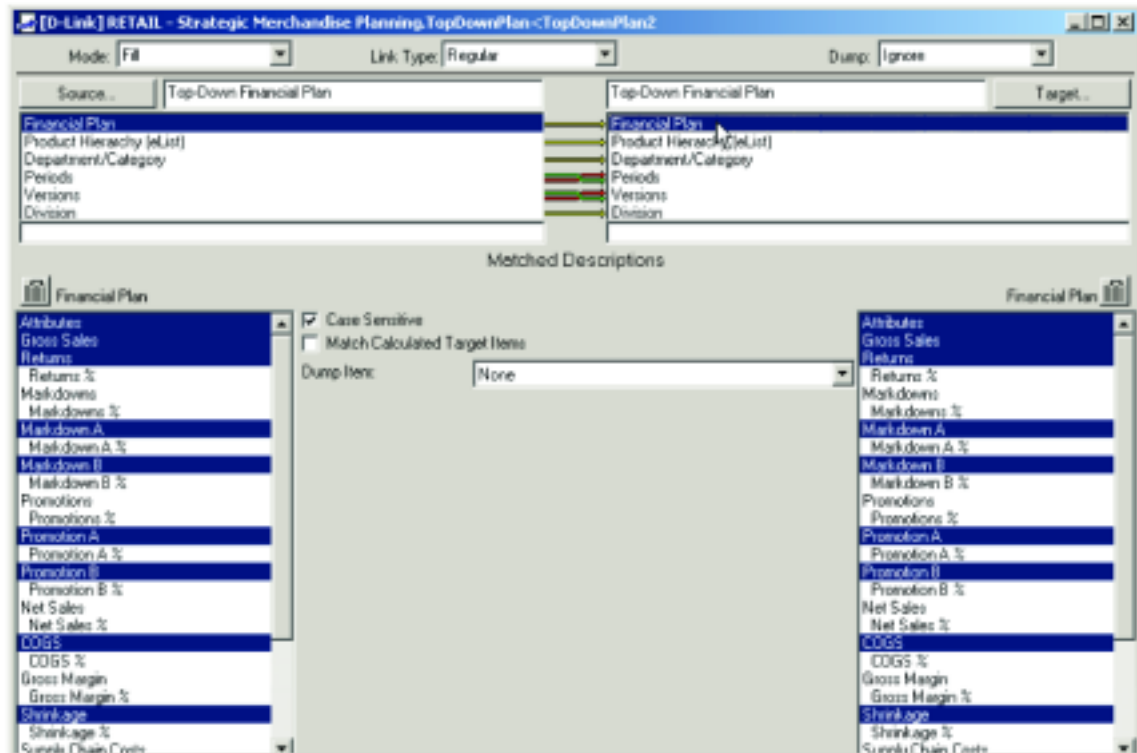 [D-Link] RETAIL - Strategic Merchandise Planning.TopDownPlan<TopDownPlan2
Mode: Fill Link Type: Regular Dump: Ignore
Source... Top-Down Financial Plan Top-Down Financial Plan Target...
Financial Plan Financial Plan
Product Hierarchy (eList) Product Hierarchy (eList)
Department/Category Department/Category
Periods Periods
Versions Versions
Division Division
Matched Descriptions
Financial Plan Financial Plan
Attributes Case Sensitive Attributes
Gross Sales Match Calculated Target Items Gross Sales
Returns Returns
Returns % Dump Item: None Returns %
Markdowns Markdowns
Markdowns % Markdowns %
Markdown A Markdown A
Markdown A % Markdown A %
Markdown B Markdown B
Markdown B % Markdown B %
Promotions Promotions
Promotions % Promotions %
Promotion A Promotion A
Promotion A % Promotion A %
Promotion B Promotion B
Promotion B % Promotion B %
Net Sales Net Sales
Net Sales % Net Sales %
COGS COGS
COGS % COGS %
Gross Margin Gross Margin
Gross Margin % Gross Margin %
Shrinkage Shrinkage
Shrinkage % Shrinkage %
Supply Chain Costs Supply Chain Costs